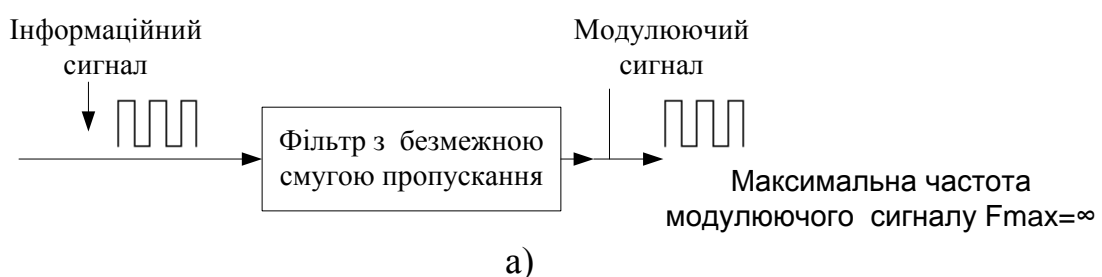 Інформаційний
сигнал
Модулюючий
сигнал
Фільтр з безмежною
смугою пропускання
Максимальна частота
модулюючого сигналу Fmax=∞
а)